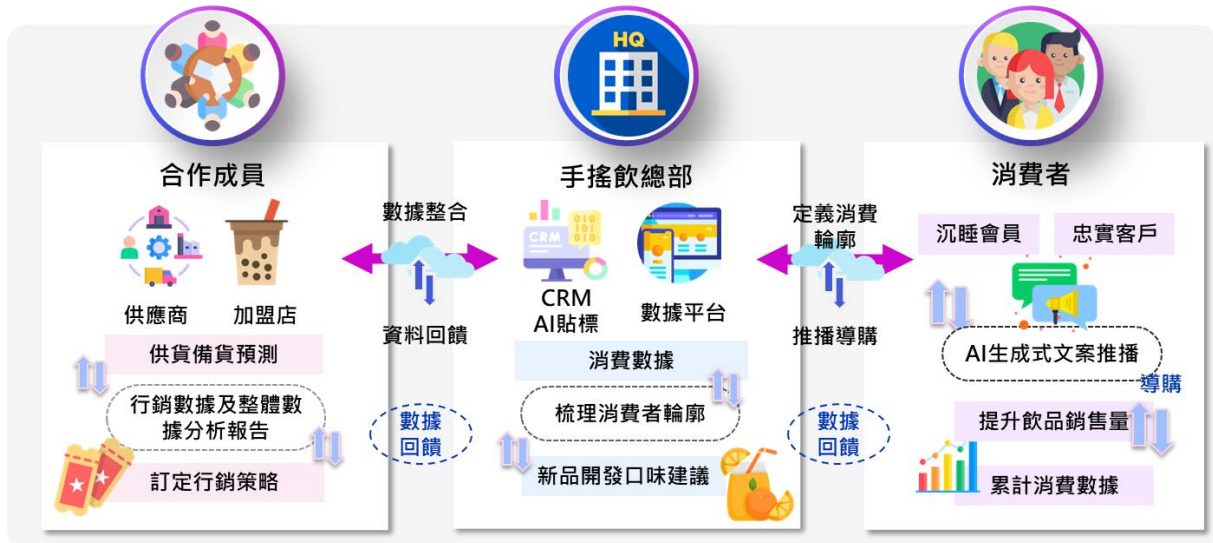 HQ
合作成員
供應商
加盟店
供貨備貨預測
行銷數據及整體數
據分析報告
訂定行銷策略
數據整合
資料回饋
數據
回饋
手搖飲總部
010
101
010
CRM
CRM
AI貼標
數據平台
消費數據
梳理消費者輪廓
新品開發口味建議
定義消費
輪廓
推播導購
數據
回饋
消費者
沉睡會員
忠實客戶
AI生成式文案推播
導購
提升飲品銷售量
累計消費數據